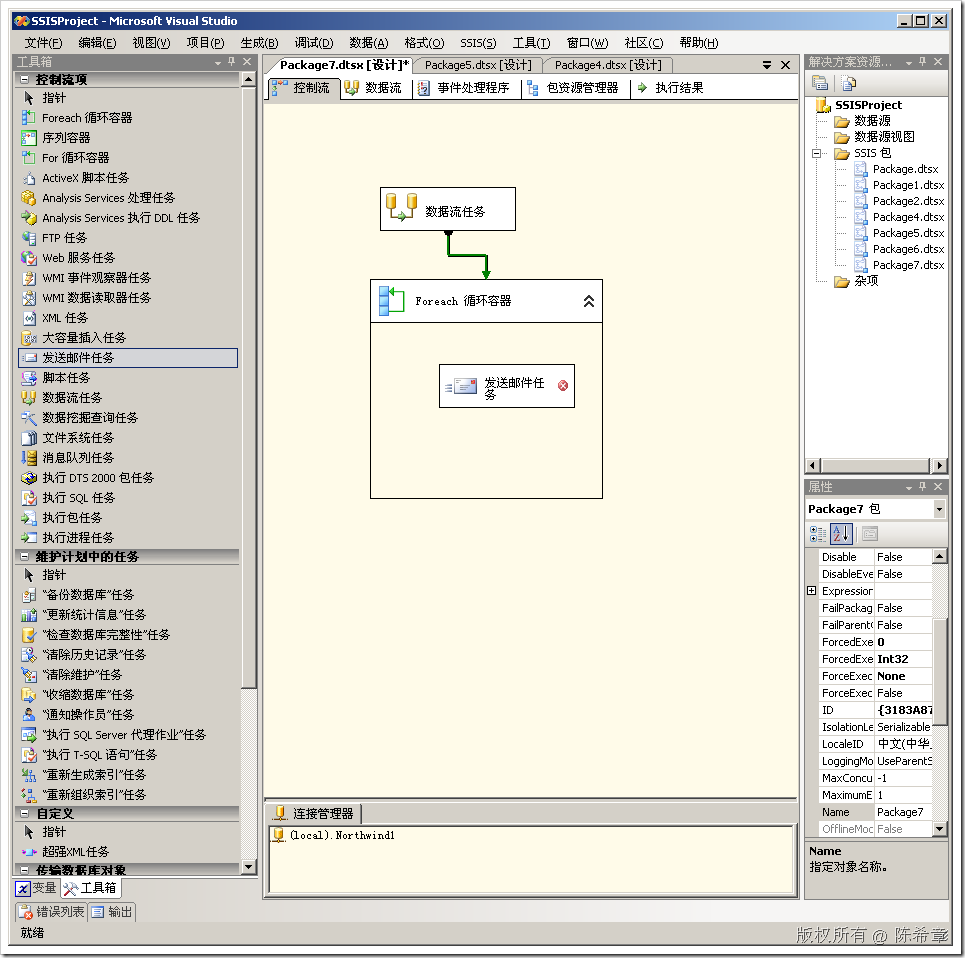 SSISProject - Microsoft Visual Studio
文件(F) 编辑(E) 视图(V) 项目(P) 生成(B) 调试(D) 数据(A) 格式(O) SSIS(S) 工具(T) 窗口(W) 社区(C) 帮助(H)
工具箱
控制流项
指针
Foreach 循环容器
序列容器
For 循环容器
ActiveX 脚本任务
Analysis Services 处理任务
Analysis Services 执行 DDL 任务
FTP 任务
Web 服务任务
WMI 事件观察器任务
WMI 数据读取器任务
XML 任务
大容量插入任务
发送邮件任务
脚本任务
数据流任务
数据挖掘查询任务
文件系统任务
消息队列任务
执行 DTS 2000 包任务
执行 SQL 任务
执行包任务
执行进程任务
维护计划中的任务
指针
“备份数据库”任务
“更新统计信息”任务
“检查数据库完整性”任务
“清除历史记录”任务
“清除维护”任务
“收缩数据库”任务
“通知操作员”任务
“执行 SQL Server 代理作业”任务
“执行 T-SQL 语句”任务
“重新生成索引”任务
“重新组织索引”任务
自定义
指针
超强XML任务
传输数据库对象
变量 工具箱
错误列表 输出
就绪
Package7.dtsx [设计]* Package5.dtsx [设计] Package4.dtsx [设计]
控制流 数据流 事件处理程序 包资源管理器 执行结果
数据流任务
Foreach 循环容器
发送邮件任
务
连接管理器
(local).Northwind1
解决方案资源...
SSISProject
数据源
数据源视图
SSIS 包
Package.dtsx
Package1.dtsx
Package2.dtsx
Package4.dtsx
Package5.dtsx
Package6.dtsx
Package7.dtsx
杂项
属性
Package7 包
Disable False
DisableEve False
Expression
FailPackag False
FailParentC False
ForcedExe 0
ForcedExe Int32
ForceExec None
ForceExec False
ID {3183A87
IsolationLe Serializable
LocaleID 中文(中华
LoggingMo UseParentS
MaxConcu -1
MaximumE 1
Name Package7
OfflineMod False
Name
指定对象名称。
版权所有 @ 陈希章